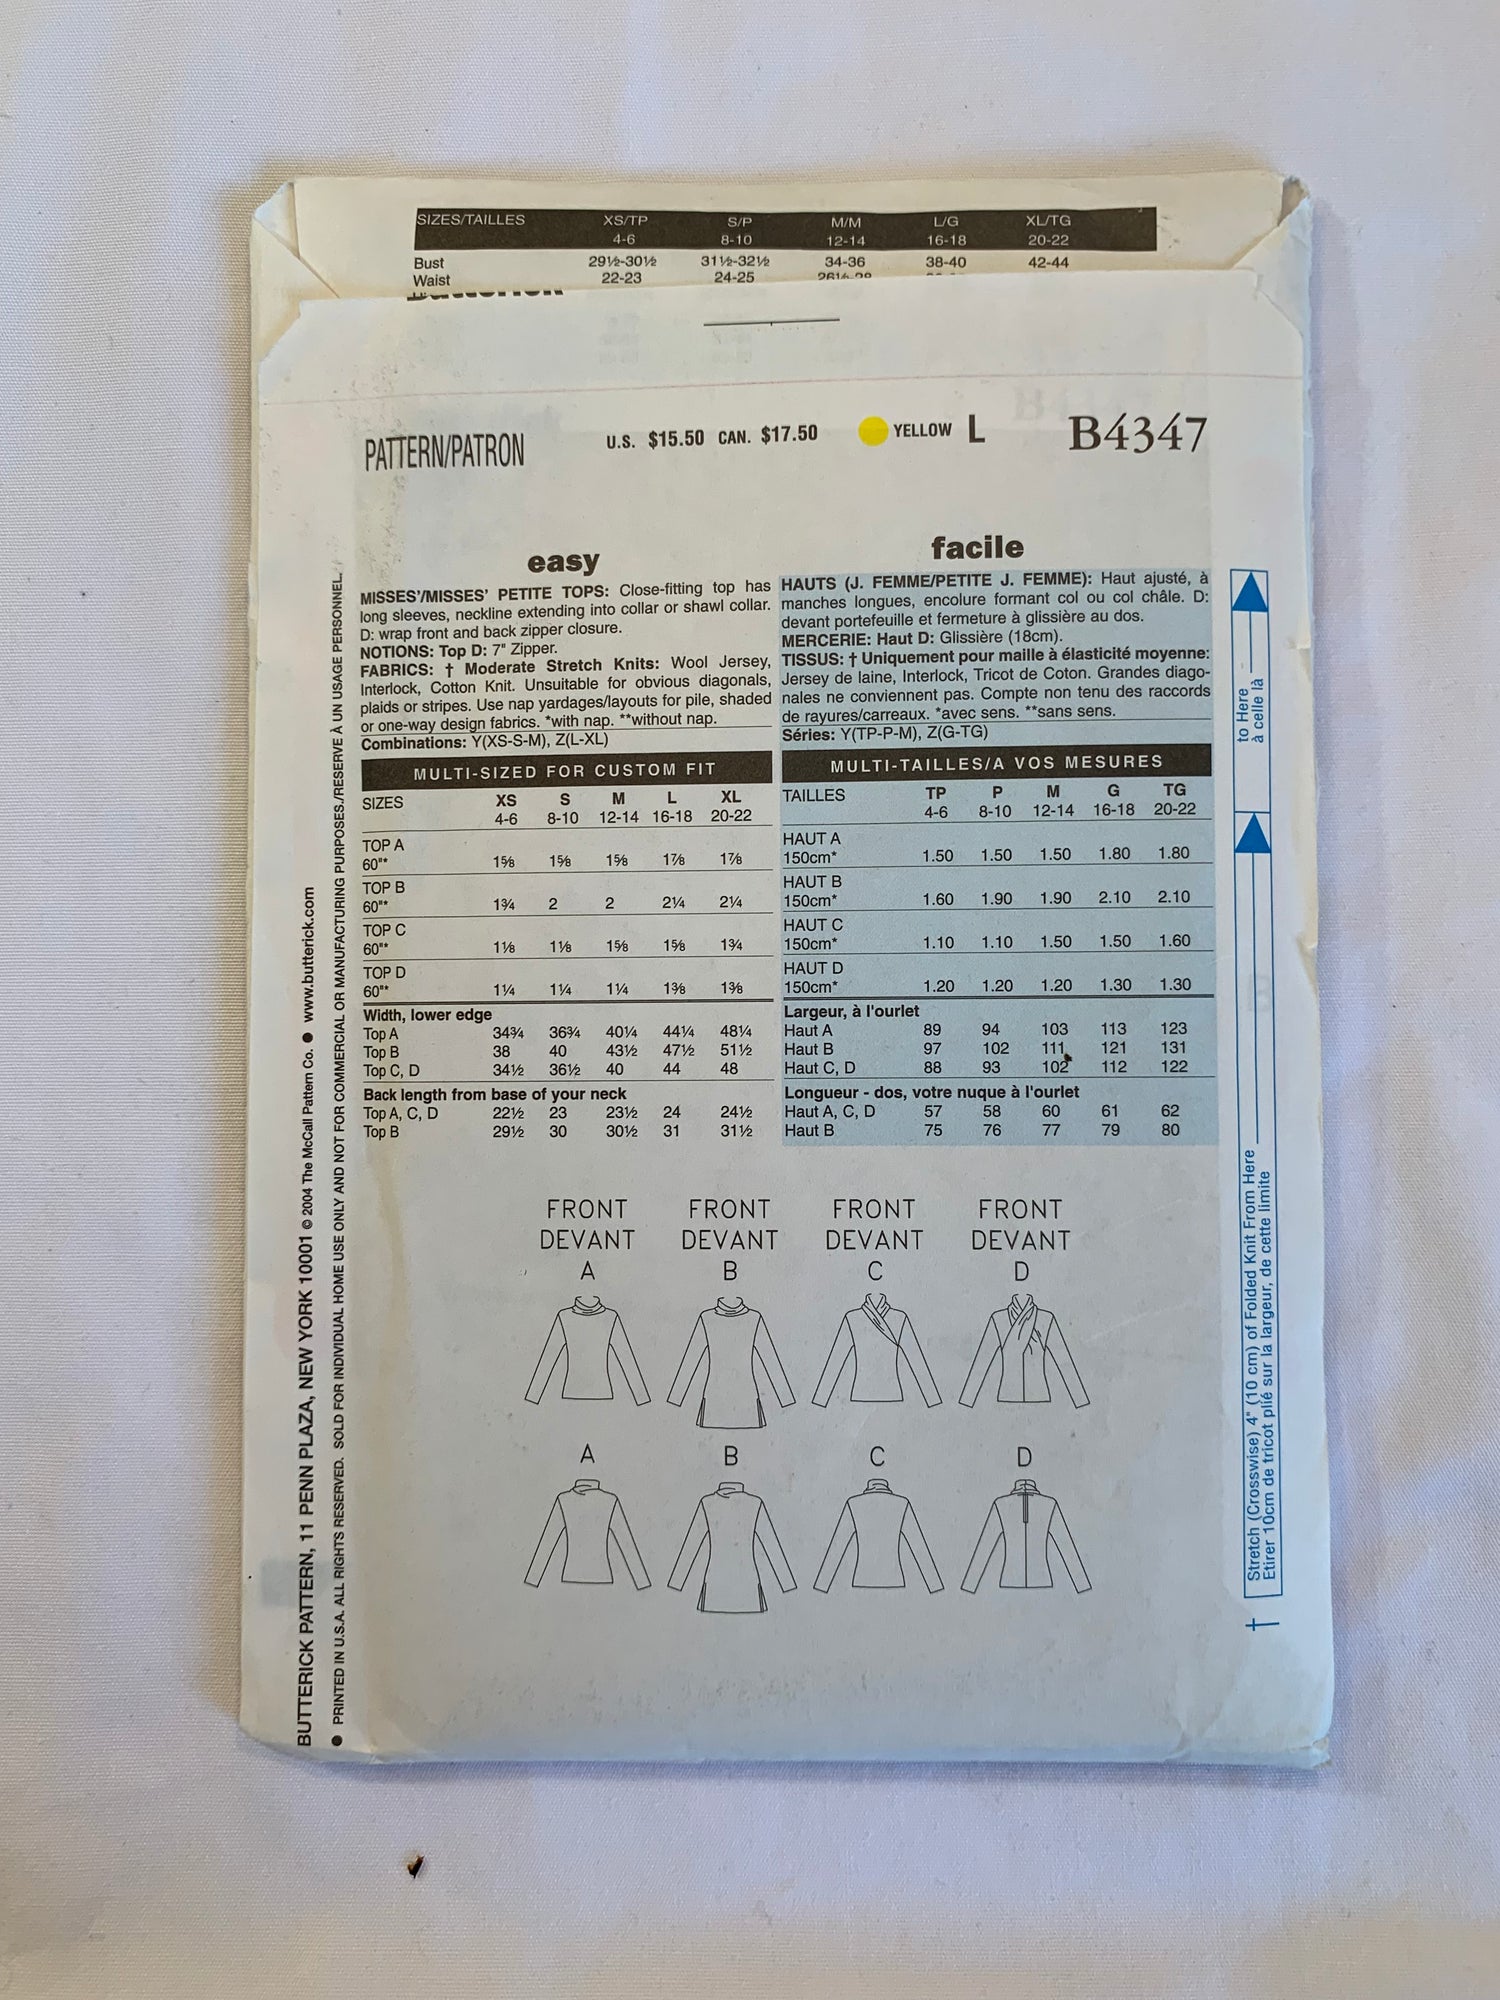 SIZES/TAILLES XS/TP S/P M/M L/G XL/TG
4-6 8-10 12-14 16-18 20-22
Bust 29½-30½ 31½-32½ 34-36 38-40 42-44
Waist 22-23 24-25
PATTERN/PATRON U.S. $15.50 CAN. $17.50 YELLOW L B4347
easy
MISSES'/MISSES' PETITE TOPS: Close-fitting top has
long sleeves, neckline extending into collar or shawl collar.
D: wrap front and back zipper closure.
NOTIONS: Top D: 7" Zipper.
FABRICS: † Moderate Stretch Knits: Wool Jersey,
Interlock, Cotton Knit. Unsuitable for obvious diagonals,
plaids or stripes. Use nap yardages/layouts for pile, shaded
or one-way design fabrics. *with nap. **without nap.
Combinations: Y(XS-S-M), Z(L-XL)
MULTI-SIZED FOR CUSTOM FIT
SIZES XS S M L XL
4-6 8-10 12-14 16-18 20-22
TOP A
60"* 1⅝ 1⅝ 1⅝ 1⅞ 1⅞
TOP B
60"* 1¾ 2 2 2¼ 2¼
TOP C
60"* 1⅛ 1⅛ 1⅝ 1⅝ 1¾
TOP D
60"* 1¼ 1¼ 1¼ 1⅜ 1⅜
Width, lower edge
Top A 34¾ 36¾ 40¼ 44¼ 48¼
Top B 38 40 43½ 47½ 51½
Top C, D 34½ 36½ 40 44 48
Back length from base of your neck
Top A, C, D 22½ 23 23½ 24 24½
Top B 29½ 30 30½ 31 31½
facile
HAUTS (J. FEMME/PETITE J. FEMME): Haut ajusté, à
manches longues, encolure formant col ou col châle. D:
devant portefeuille et fermeture à glissière au dos.
MERCERIE: Haut D: Glissière (18cm).
TISSUS: † Uniquement pour maille à élasticité moyenne:
Jersey de laine, Interlock, Tricot de Coton. Grandes diago-
nales ne conviennent pas. Compte non tenu des raccords
de rayures/carreaux. *avec sens. **sans sens.
Séries: Y(TP-P-M), Z(G-TG)
MULTI-TAILLES/A VOS MESURES
TAILLES TP P M G TG
4-6 8-10 12-14 16-18 20-22
HAUT A
150cm* 1.50 1.50 1.50 1.80 1.80
HAUT B
150cm* 1.60 1.90 1.90 2.10 2.10
HAUT C
150cm* 1.10 1.10 1.50 1.50 1.60
HAUT D
150cm* 1.20 1.20 1.20 1.30 1.30
Largeur, à l'ourlet
Haut A 89 94 103 113 123
Haut B 97 102 111 121 131
Haut C, D 88 93 102 112 122
Longueur - dos, votre nuque à l'ourlet
Haut A, C, D 57 58 60 61 62
Haut B 75 76 77 79 80
FRONT FRONT FRONT FRONT
DEVANT DEVANT DEVANT DEVANT
A B C D
A B C D
BUTTERICK PATTERN, 11 PENN PLAZA, NEW YORK 10001 © 2004 The McCall Pattern Co. ● www.butterick.com
● PRINTED IN U.S.A. ALL RIGHTS RESERVED. SOLD FOR INDIVIDUAL HOME USE ONLY AND NOT FOR COMMERCIAL OR MANUFACTURING PURPOSES./RESERVE À UN USAGE PERSONNEL.
† Stretch (Crosswise) 4" (10 cm) of Folded Knit From Here to Here
Etirer 10cm de tricot plié sur la largeur, de cette limite à celle là